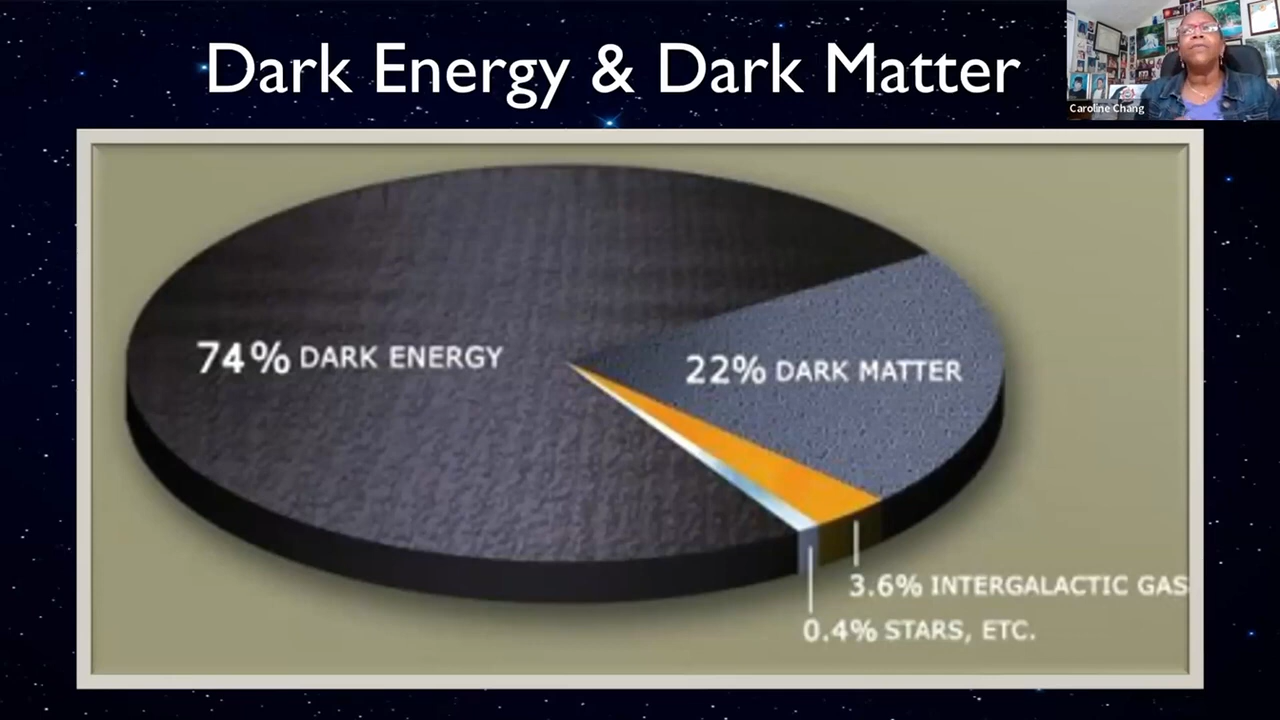 Dark Energy & Dark Matter
Caroline Chang
74% DARK ENERGY
22% DARK MATTER
3.6% INTERGALACTIC GAS
0.4% STARS, ETC.